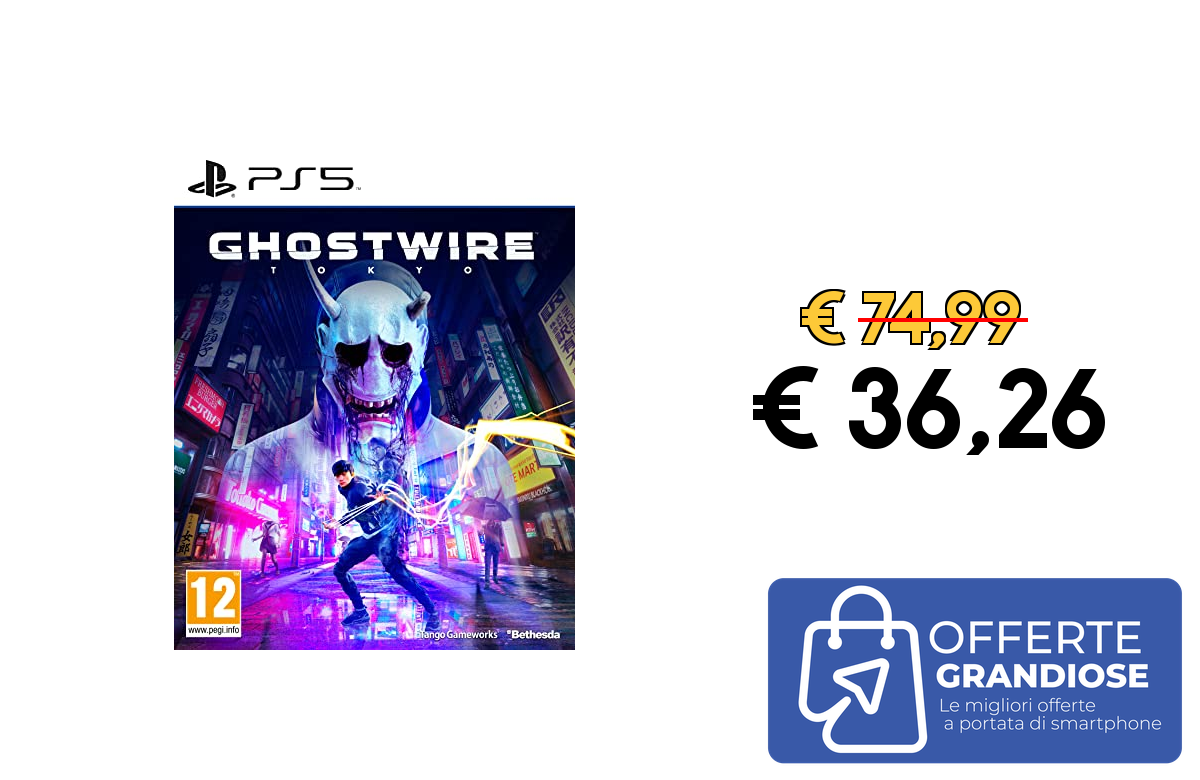 PS5
GHOSTWIRE
TOKYO
€ 74,99
€ 36,26
E MART
12
www.pegi.info
Tango Gameworks
Bethesda
OFFERTE
GRANDIOSE
Le migliori offerte
a portata di smartphone